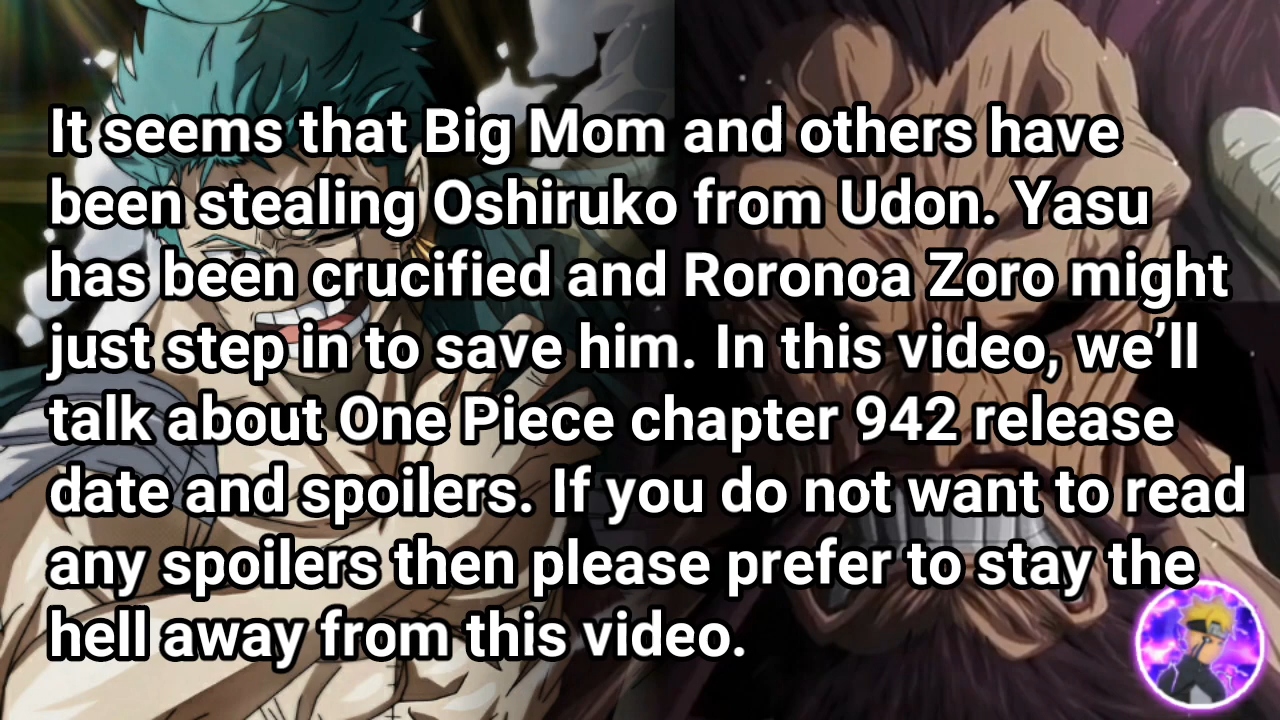 It seems that Big Mom and others have
been stealing Oshiruko from Udon. Yasu
has been crucified and Roronoa Zoro might
just step in to save him. In this video, we’ll
talk about One Piece chapter 942 release
date and spoilers. If you do not want to read
any spoilers then please prefer to stay the
hell away from this video.